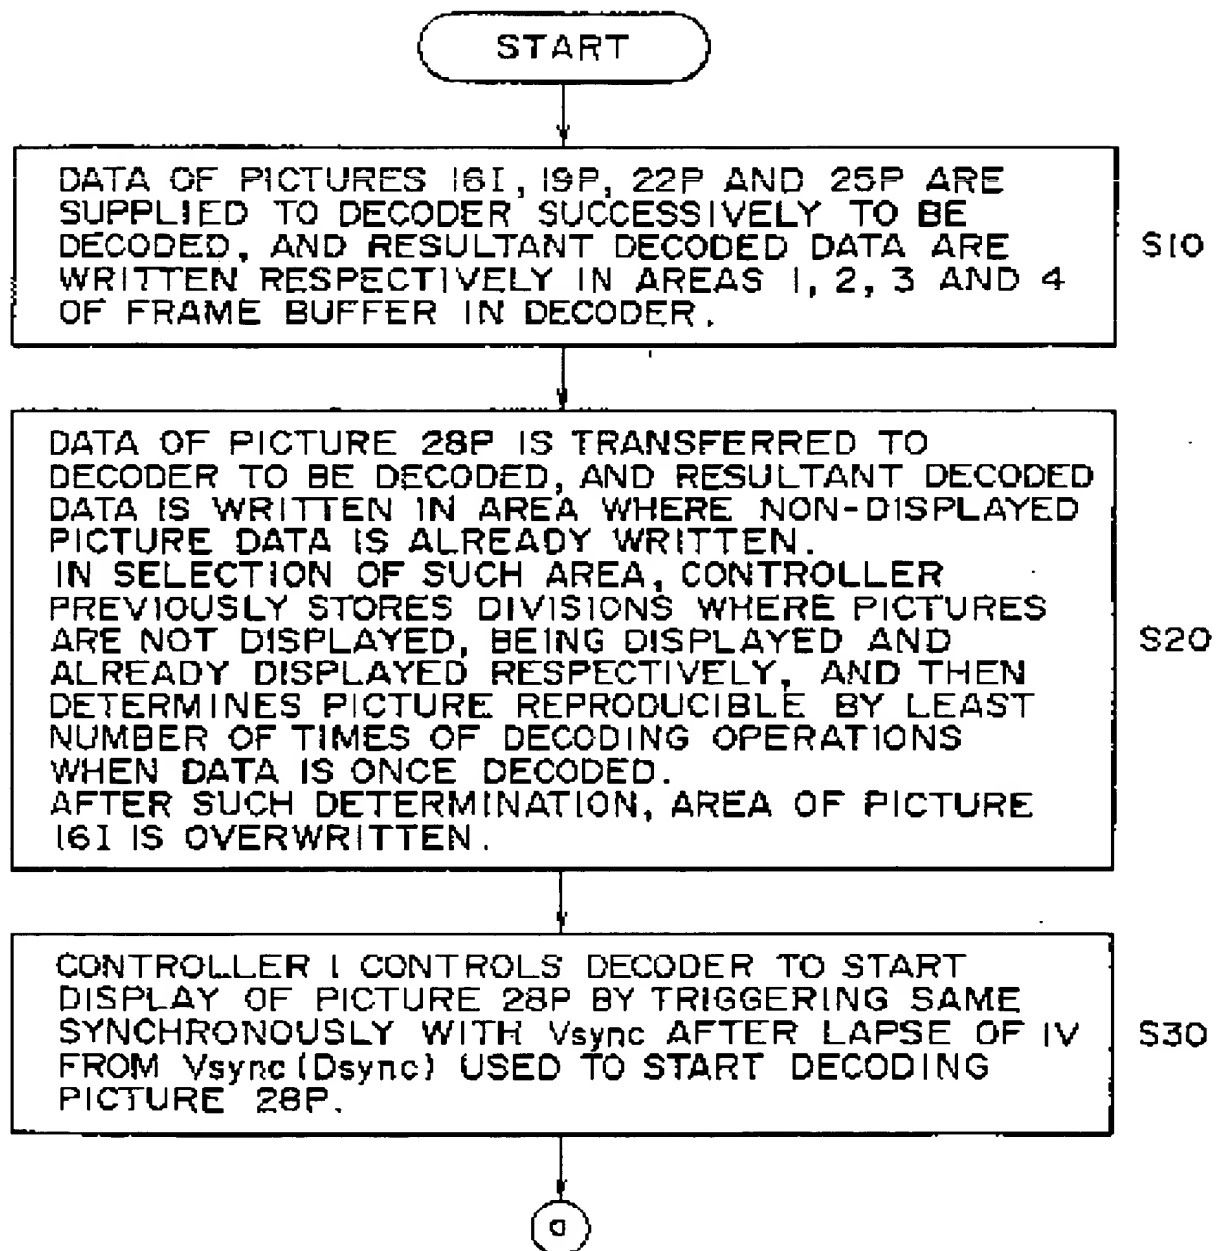 START
DATA OF PICTURES 16I, 19P, 22P AND 25P ARE
SUPPLIED TO DECODER SUCCESSIVELY TO BE
DECODED, AND RESULTANT DECODED DATA ARE
WRITTEN RESPECTIVELY IN AREAS 1, 2, 3 AND 4
OF FRAME BUFFER IN DECODER.
S10
DATA OF PICTURE 28P IS TRANSFERRED TO
DECODER TO BE DECODED, AND RESULTANT DECODED
DATA IS WRITTEN IN AREA WHERE NON-DISPLAYED
PICTURE DATA IS ALREADY WRITTEN.
IN SELECTION OF SUCH AREA, CONTROLLER
PREVIOUSLY STORES DIVISIONS WHERE PICTURES
ARE NOT DISPLAYED, BEING DISPLAYED AND
ALREADY DISPLAYED RESPECTIVELY, AND THEN
DETERMINES PICTURE REPRODUCIBLE BY LEAST
NUMBER OF TIMES OF DECODING OPERATIONS
WHEN DATA IS ONCE DECODED.
AFTER SUCH DETERMINATION, AREA OF PICTURE
16I IS OVERWRITTEN.
S20
CONTROLLER 1 CONTROLS DECODER TO START
DISPLAY OF PICTURE 28P BY TRIGGERING SAME
SYNCHRONOUSLY WITH Vsync AFTER LAPSE OF 1V
FROM Vsync(Dsync) USED TO START DECODING
PICTURE 28P.
S30
a